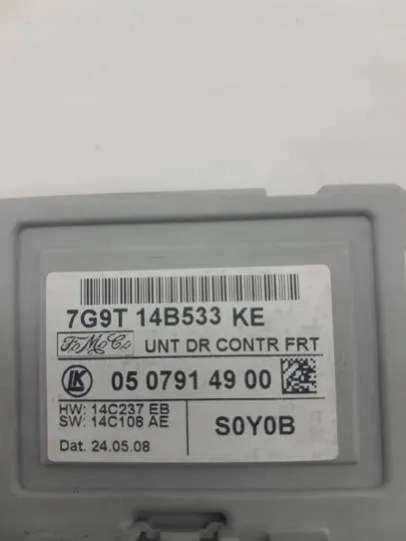 7G9T 14B533 KE
FoMoCo UNT DR CONTR FRT
LK 05 0791 49 00
HW: 14C237 EB
SW: 14C108 AE
S0Y0B
Dat. 24.05.08